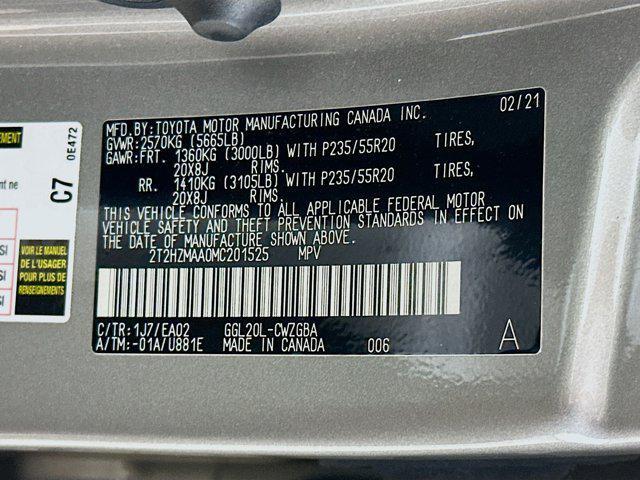 02/21
MFD.BY:TOYOTA MOTOR MANUFACTURING CANADA INC.
GVWR:2570KG (5665LB)
GAWR:FRT. 1360KG (3000LB) WITH P235/55R20 TIRES,
20X8J RIMS.
RR. 1410KG (3105LB) WITH P235/55R20 TIRES,
20X8J RIMS.
THIS VEHICLE CONFORMS TO ALL APPLICABLE FEDERAL MOTOR
VEHICLE SAFETY AND THEFT PREVENTION STANDARDS IN EFFECT ON
THE DATE OF MANUFACTURE SHOWN ABOVE.
2T2HZMAA0MC201525 MPV
C/TR:1J7/EA02 GGL20L-CWZGBA
A/TM:-01A/U881E MADE IN CANADA 006
A
0E472
C7
VOIR LE MANUEL
DE L'USAGER
POUR PLUS DE
RENSEIGNEMENTS